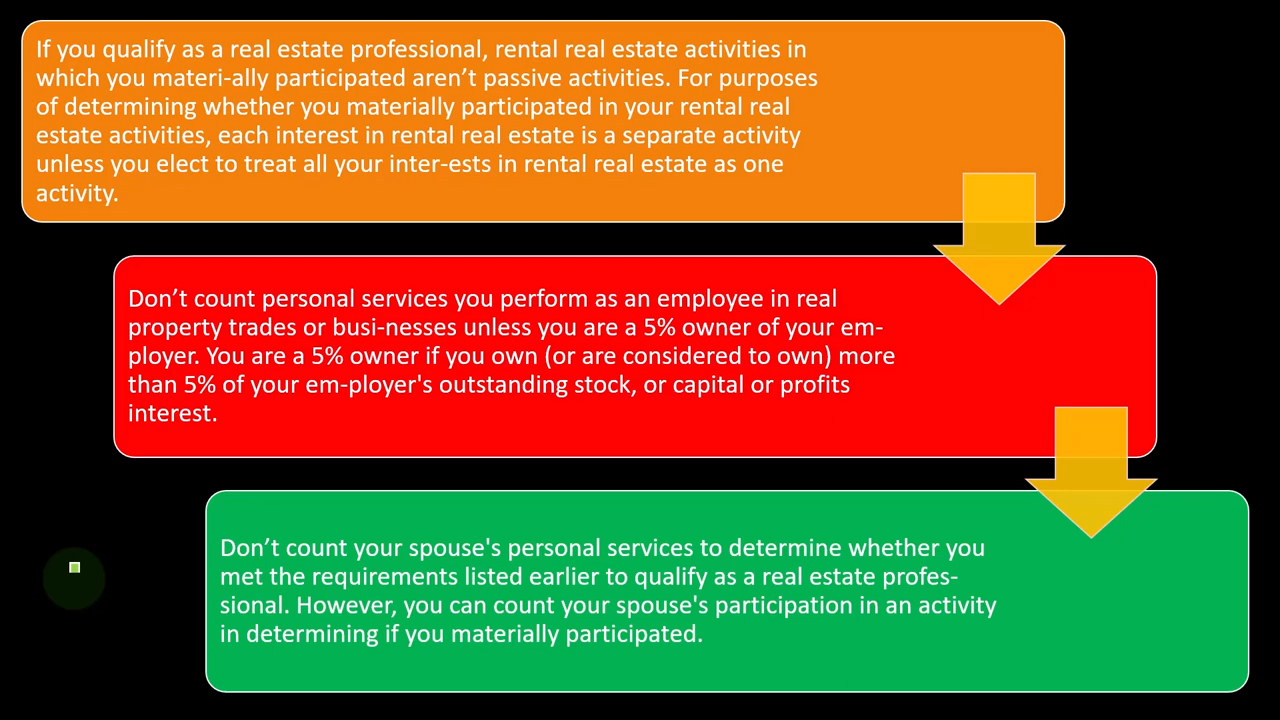 If you qualify as a real estate professional, rental real estate activities in
which you materi-ally participated aren’t passive activities. For purposes
of determining whether you materially participated in your rental real
estate activities, each interest in rental real estate is a separate activity
unless you elect to treat all your inter-ests in rental real estate as one
activity.
Don’t count personal services you perform as an employee in real
property trades or busi-nesses unless you are a 5% owner of your em-
ployer. You are a 5% owner if you own (or are considered to own) more
than 5% of your em-ployer's outstanding stock, or capital or profits
interest.
Don’t count your spouse's personal services to determine whether you
met the requirements listed earlier to qualify as a real estate profes-
sional. However, you can count your spouse's participation in an activity
in determining if you materially participated.